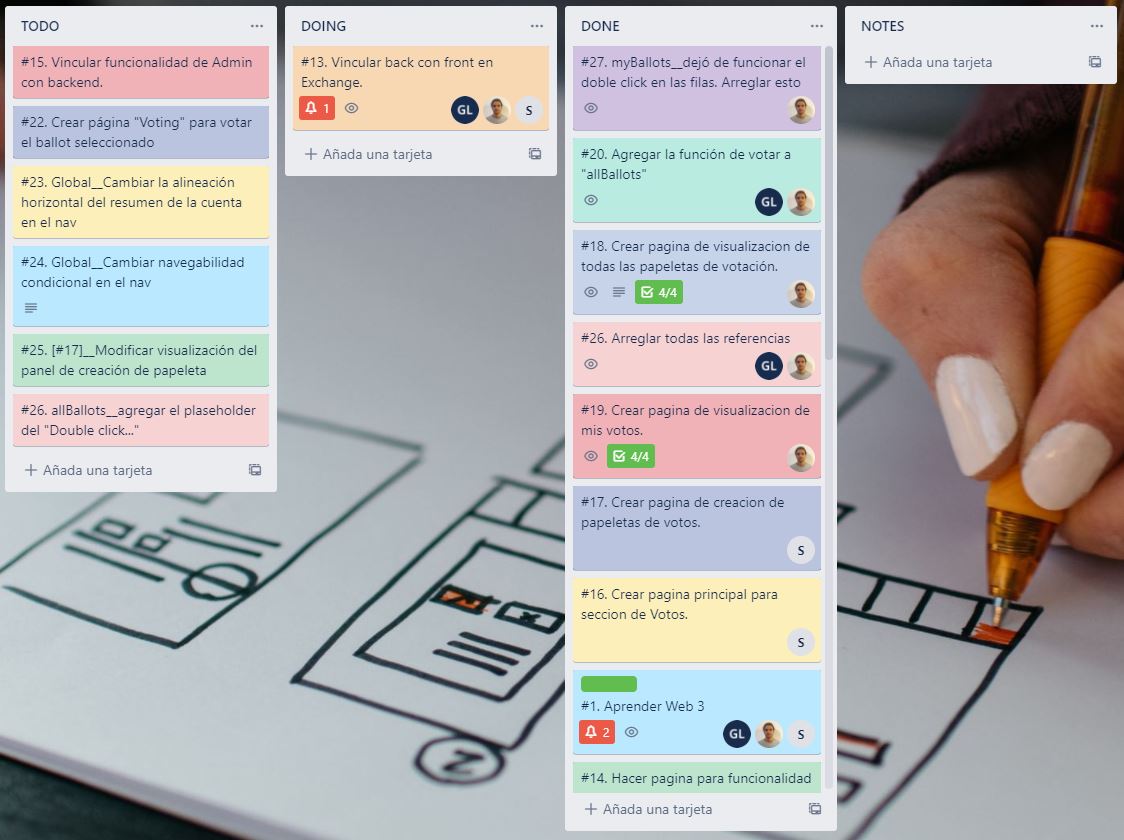 TODO
#15. Vincular funcionalidad de Admin
con backend.
#22. Crear página "Voting" para votar
el ballot seleccionado
#23. Global__Cambiar la alineación
horizontal del resumen de la cuenta
en el nav
#24. Global__Cambiar navegabilidad
condicional en el nav
#25. [#17]__Modificar visualización del
panel de creación de papeleta
#26. allBallots__agregar el plaseholder
del "Double click..."
Añada una tarjeta
DOING
#13. Vincular back con front en
Exchange.
1
GL
S
Añada una tarjeta
DONE
#27. myBallots__dejó de funcionar el
doble click en las filas. Arreglar esto
#20. Agregar la función de votar a
"allBallots"
GL
#18. Crear pagina de visualizacion de
todas las papeletas de votación.
4/4
#26. Arreglar todas las referencias
GL
#19. Crear pagina de visualizacion de
mis votos.
4/4
#17. Crear pagina de creacion de
papeletas de votos.
S
#16. Crear pagina principal para
seccion de Votos.
S
#1. Aprender Web 3
2
GL
S
#14. Hacer pagina para funcionalidad
Añada una tarjeta
NOTES
Añada una tarjeta
2